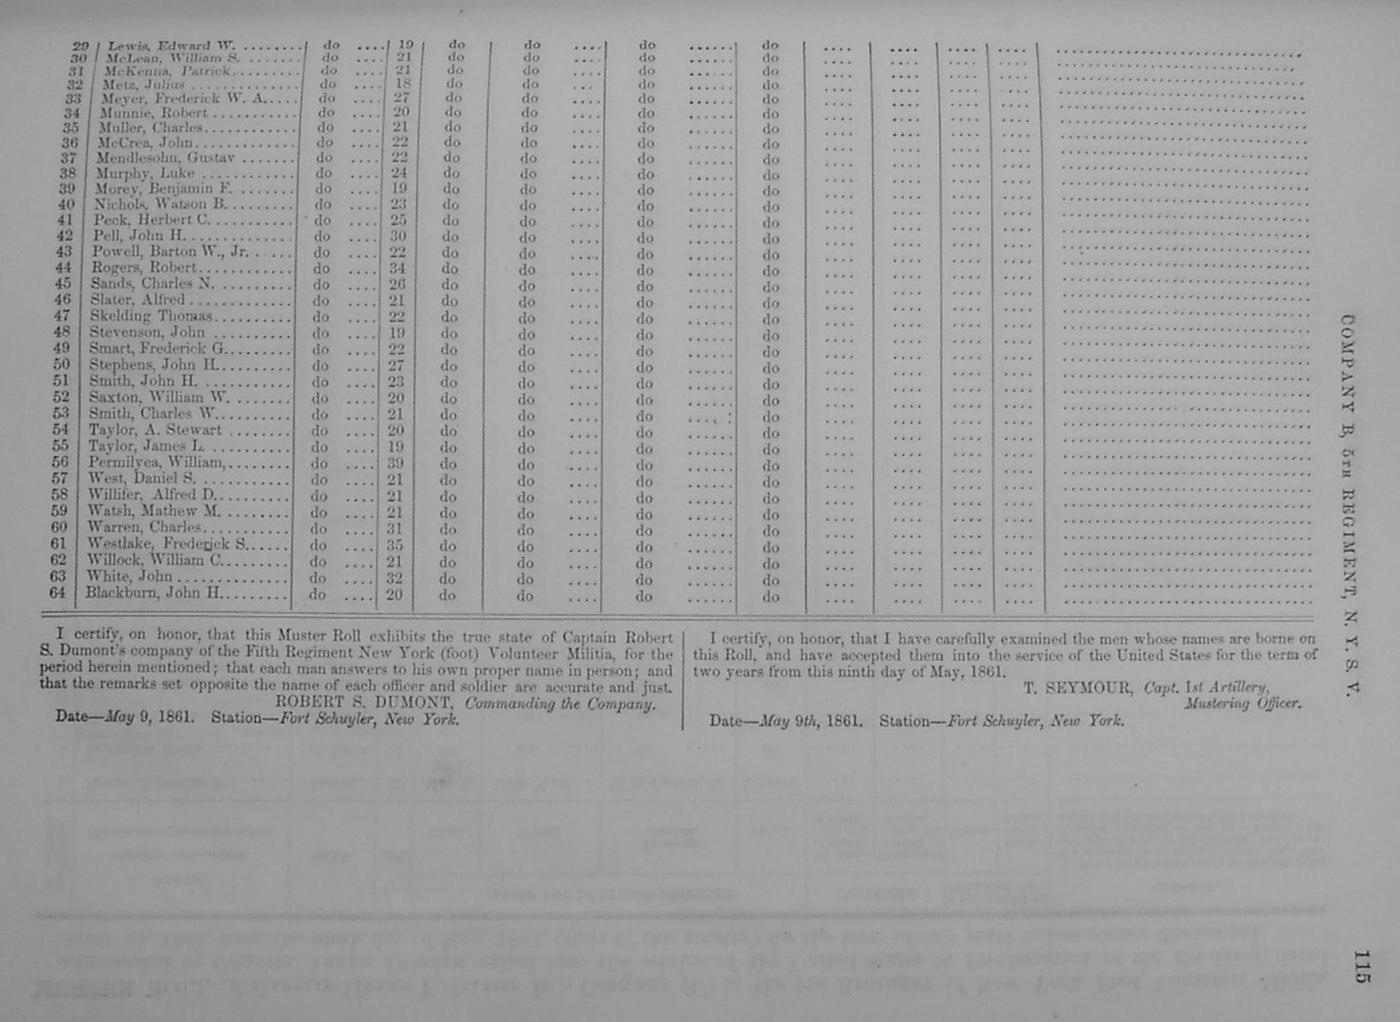 29 Lewis, Edward W. ........ do .... 19 do do .... do ...... do .... .... .... ....
30 McLean, William S. ....... do .... 21 do do .... do ...... do .... .... .... ....
31 McKenna, Patrick......... do .... 21 do do .... do ...... do .... .... .... ....
32 Metz, Julius .............. do .... 18 do do ... do ...... do .... .... .... ....
33 Meyer, Frederick W. A..... do .... 27 do do .... do ...... do .... .... .... ....
34 Munnie, Robert ........... do .... 20 do do .... do ...... do .... .... .... ....
35 Muller, Charles............ do .... 21 do do .... do ...... do .... .... .... ....
36 McCrea, John............. do .... 22 do do .... do ...... do .... .... .... ....
37 Mendlesohn, Gustav ....... do .... 22 do do .... do ...... do .... .... .... ....
38 Murphy, Luke ............ do .... 24 do do .... do ...... do .... .... .... ....
39 Morey, Benjamin F. ....... do .... 19 do do .... do ...... do .... .... .... ....
40 Nichols, Watson B......... do .... 23 do do .... do ...... do .... .... .... ....
41 Peck, Herbert C. .......... do .... 25 do do .... do ...... do .... .... .... ....
42 Pell, John H. ............. do .... 30 do do .... do ...... do .... .... .... ....
43 Powell, Barton W., Jr. ..... do .... 22 do do .... do ...... do .... .... .... ....
44 Rogers, Robert............ do .... 34 do do .... do ...... do .... .... .... ....
45 Sands, Charles N. ......... do .... 26 do do .... do ...... do .... .... .... ....
46 Slater, Alfred ............. do .... 21 do do .... do ...... do .... .... .... ....
47 Skelding Thomas.......... do .... 22 do do .... do ...... do .... .... .... ....
48 Stevenson, John .......... do .... 19 do do .... do ...... do .... .... .... ....
49 Smart, Frederick G........ do .... 22 do do .... do ...... do .... .... .... ....
50 Stephens, John H......... do .... 27 do do .... do ...... do .... .... .... ....
51 Smith, John H. ........... do .... 23 do do .... do ...... do .... .... .... ....
52 Saxton, William W. ....... do .... 20 do do .... do ...... do .... .... .... ....
53 Smith, Charles W.......... do .... 21 do do .... do ...... do .... .... .... ....
54 Taylor, A. Stewart ........ do .... 20 do do .... do ...... do .... .... .... ....
55 Taylor, James L. .......... do .... 19 do do .... do ...... do .... .... .... ....
56 Permilyea, William,........ do .... 39 do do .... do ...... do .... .... .... ....
57 West, Daniel S. ........... do .... 21 do do .... do ...... do .... .... .... ....
58 Willifer, Alfred D.......... do .... 21 do do .... do ...... do .... .... .... ....
59 Watsh, Mathew M. ........ do .... 21 do do .... do ...... do .... .... .... ....
60 Warren, Charles........... do .... 31 do do .... do ...... do .... .... .... ....
61 Westlake, Frederick S...... do .... 35 do do .... do ...... do .... .... .... ....
62 Willock, William C........ do .... 21 do do .... do ...... do .... .... .... ....
63 White, John .............. do .... 32 do do .... do ...... do .... .... .... ....
64 Blackburn, John H......... do .... 20 do do .... do ...... do .... .... .... ....
I certify, on honor, that this Muster Roll exhibits the true state of Captain Robert
S. Dumont's company of the Fifth Regiment New York (foot) Volunteer Militia, for the
period herein mentioned; that each man answers to his own proper name in person; and
that the remarks set opposite the name of each officer and soldier are accurate and just.
ROBERT S. DUMONT, Commanding the Company.
Date—May 9, 1861. Station—Fort Schuyler, New York.
I certify, on honor, that I have carefully examined the men whose names are borne on
this Roll, and have accepted them into the service of the United States for the term of
two years from this ninth day of May, 1861.
T. SEYMOUR, Capt. 1st Artillery,
Mustering Officer.
Date—May 9th, 1861. Station—Fort Schuyler, New York.
COMPANY B, 5TH REGIMENT, N. Y. S. V.
115